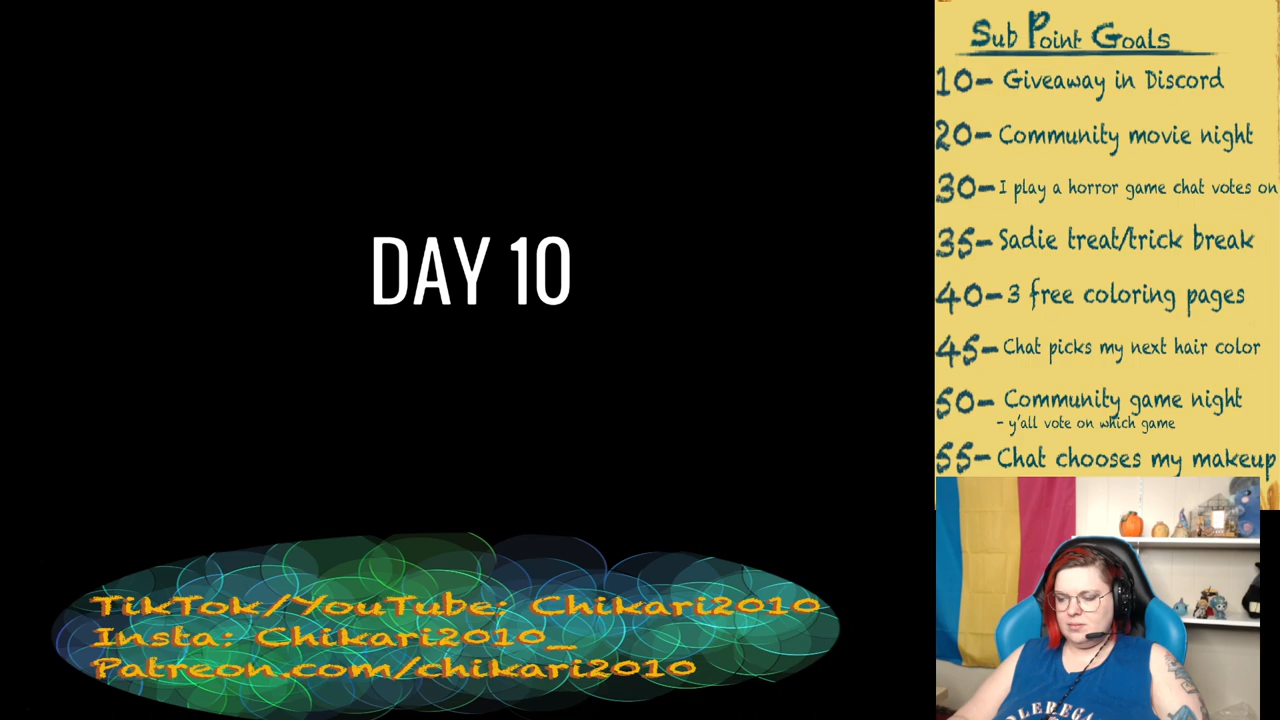 DAY 10
TikTok/YouTube: Chikari2010
Insta: Chikari2010_
Patreon.com/chikari2010
Sub Point Goals
10- Giveaway in Discord
20- Community movie night
30- I play a horror game chat votes on
35- Sadie treat/trick break
40- 3 free coloring pages
45- Chat picks my next hair color
50- Community game night
- y'all vote on which game
55- Chat chooses my makeup